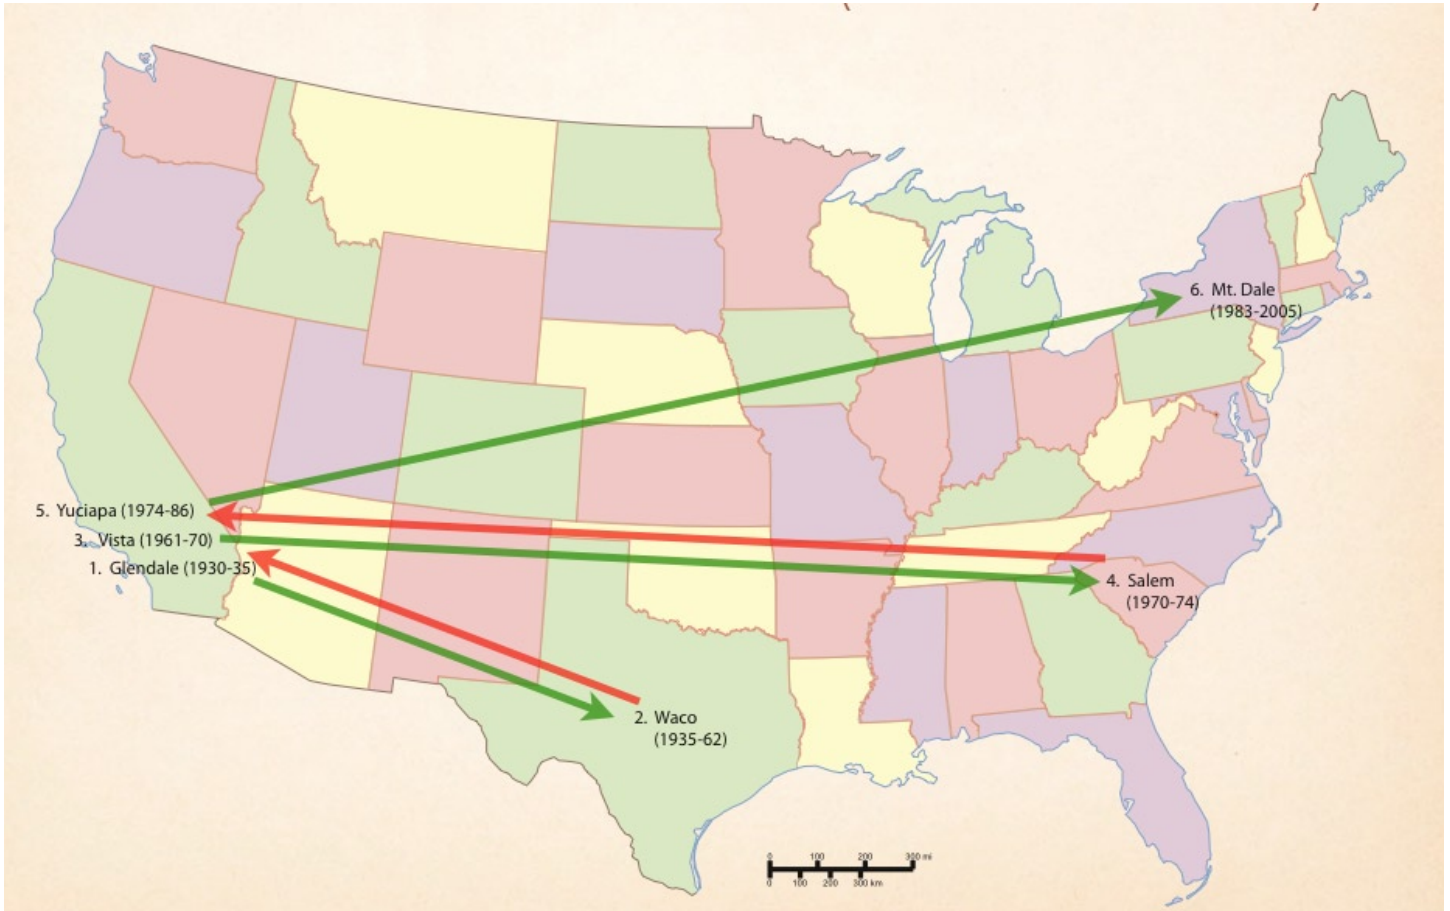 6. Mt. Dale
(1983-2005)
5. Yuciapa (1974-86)
3. Vista (1961-70)
1. Glendale (1930-35)
4. Salem
(1970-74)
2. Waco
(1935-62)
0 100 200 300 mi
0 100 200 300 km